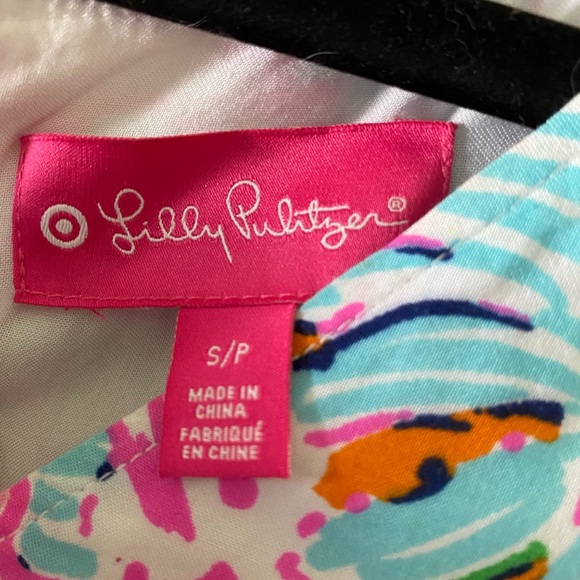 Lilly Pulitzer®
S/P
MADE IN
CHINA
FABRIQUÉ
EN CHINE